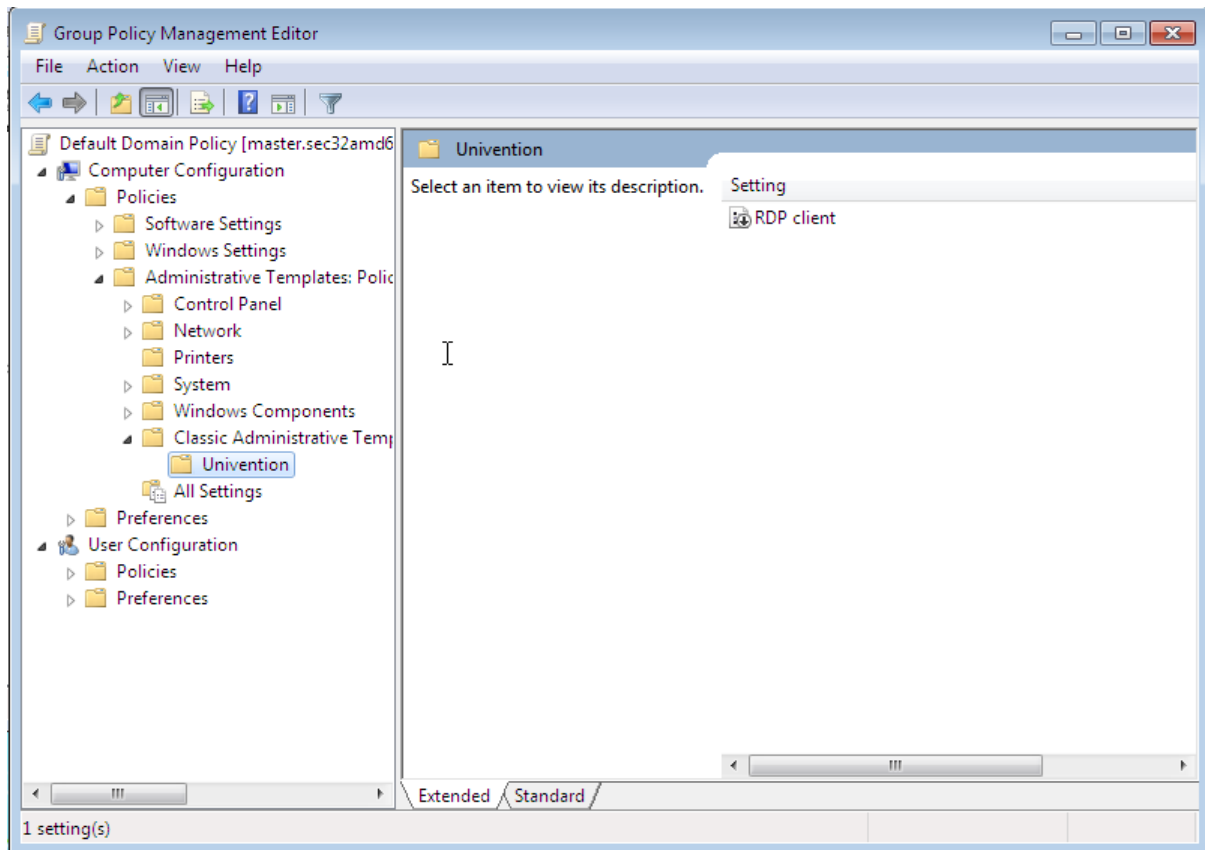 Group Policy Management Editor
File Action View Help
Default Domain Policy [master.sec32amd6
Computer Configuration
Policies
Software Settings
Windows Settings
Administrative Templates: Polic
Control Panel
Network
Printers
System
Windows Components
Classic Administrative Temp
Univention
All Settings
Preferences
User Configuration
Policies
Preferences
Univention
Select an item to view its description.
Setting
RDP client
Extended Standard
1 setting(s)